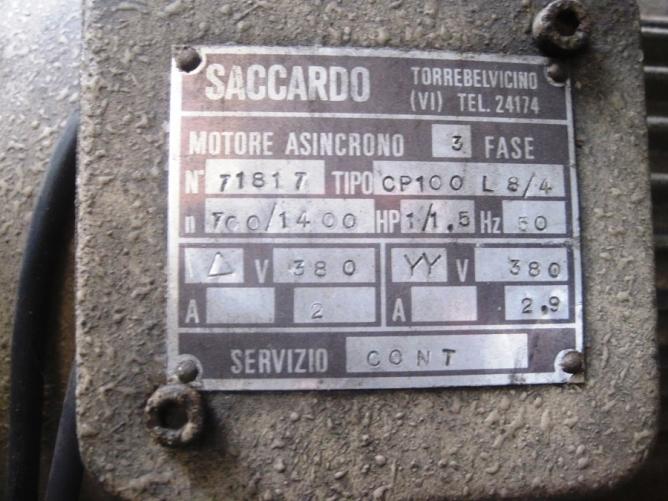 SACCARDO TORREBELVICINO
(VI) TEL. 24174
MOTORE ASINCRONO 3 FASE
N° 71817 TIPO CP100 L 8/4
n 700/1400 HP 1/1.5 Hz 50
△ V 380 YY V 380
A 2 A 2.9
SERVIZIO CONT